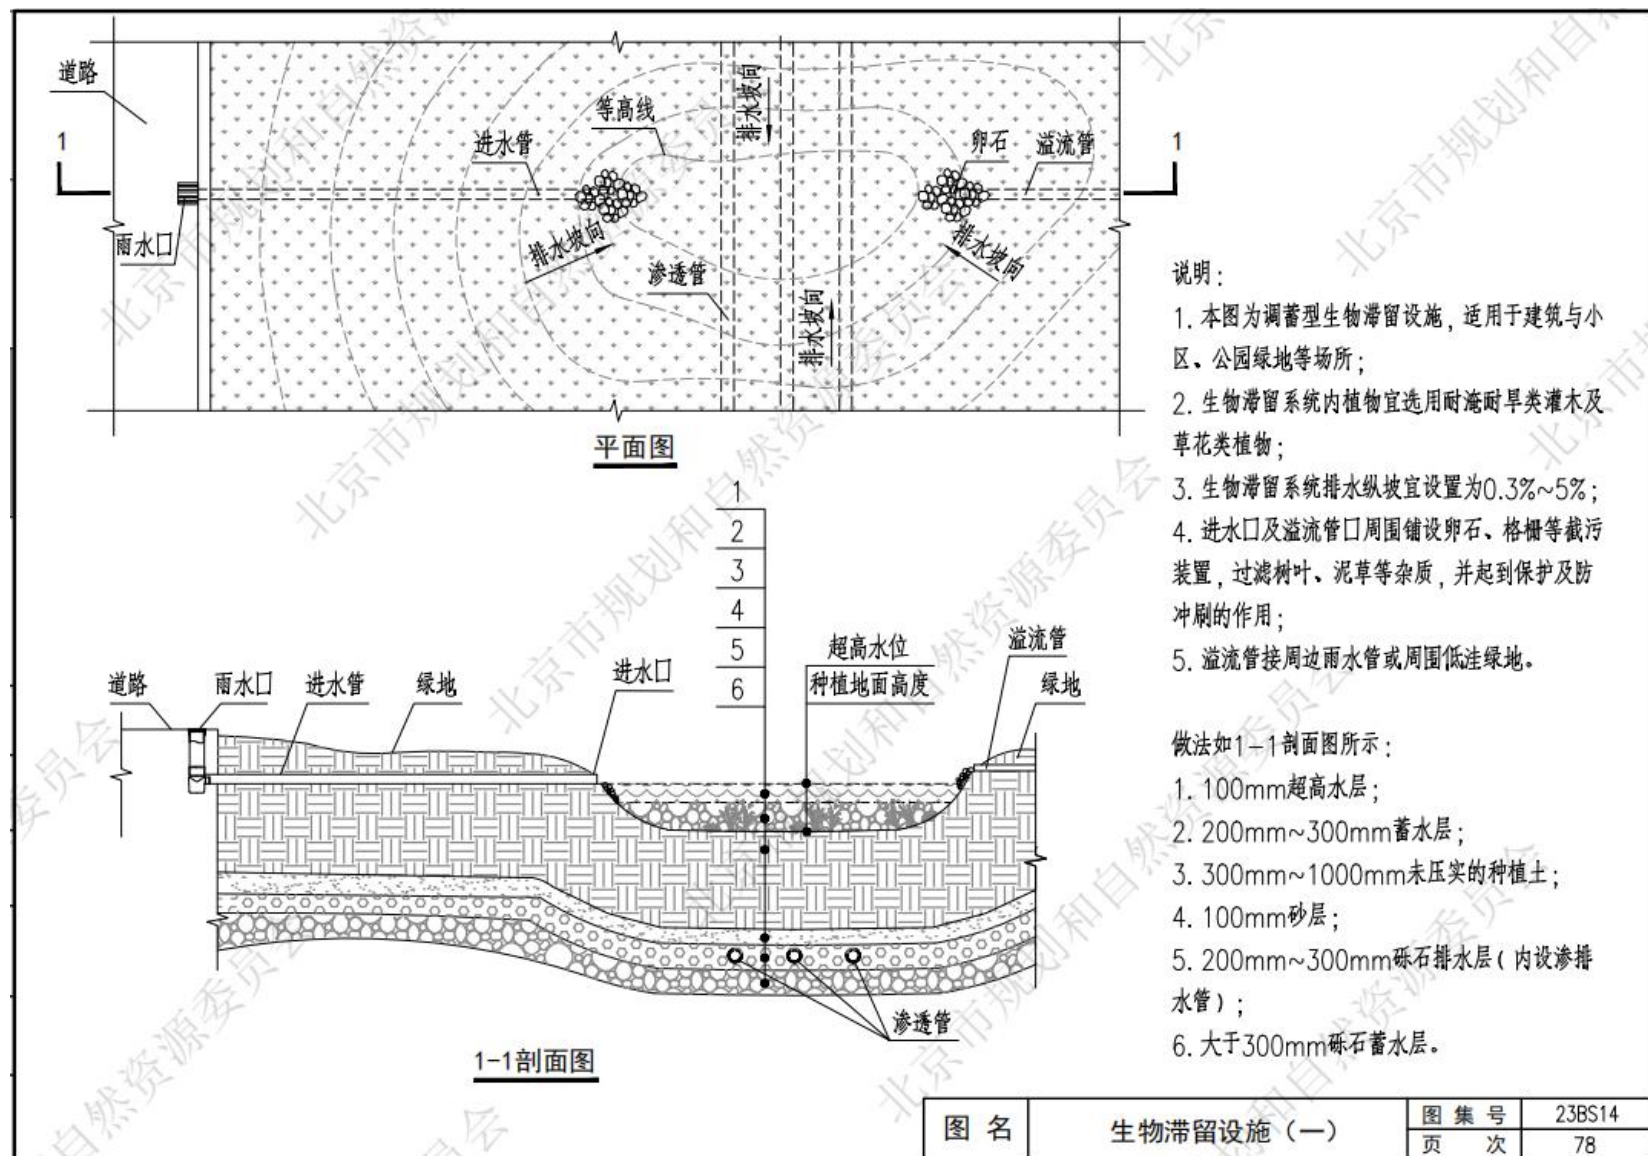 道路
等高线
排水坡向
1
进水管
卵石
溢流管
1
雨水口
排水坡向
渗透管
排水坡向
排水坡向
平面图
说明：
1. 本图为调蓄型生物滞留设施，适用于建筑与小
区、公园绿地等场所；
2. 生物滞留系统内植物宜选用耐淹耐旱类灌木及
草花类植物；
3. 生物滞留系统排水纵坡宜设置为0.3%~5%；
4. 进水口及溢流管口周围铺设卵石、格栅等截污
装置，过滤树叶、泥草等杂质，并起到保护及防
冲刷的作用；
5. 溢流管接周边雨水管或周围低洼绿地。
1
2
3
4
5
6
道路
雨水口
进水管
绿地
进水口
超高水位
种植地面高度
溢流管
绿地
渗透管
1-1剖面图
做法如1-1剖面图所示：
1. 100mm超高水层；
2. 200mm~300mm蓄水层；
3. 300mm~1000mm未压实的种植土；
4. 100mm砂层；
5. 200mm~300mm砾石排水层(内设渗排
水管)；
6. 大于300mm砾石蓄水层。
图 名
生物滞留设施（一）
图 集 号
23BS14
页 次
78
北京市规划和自然资源委员会